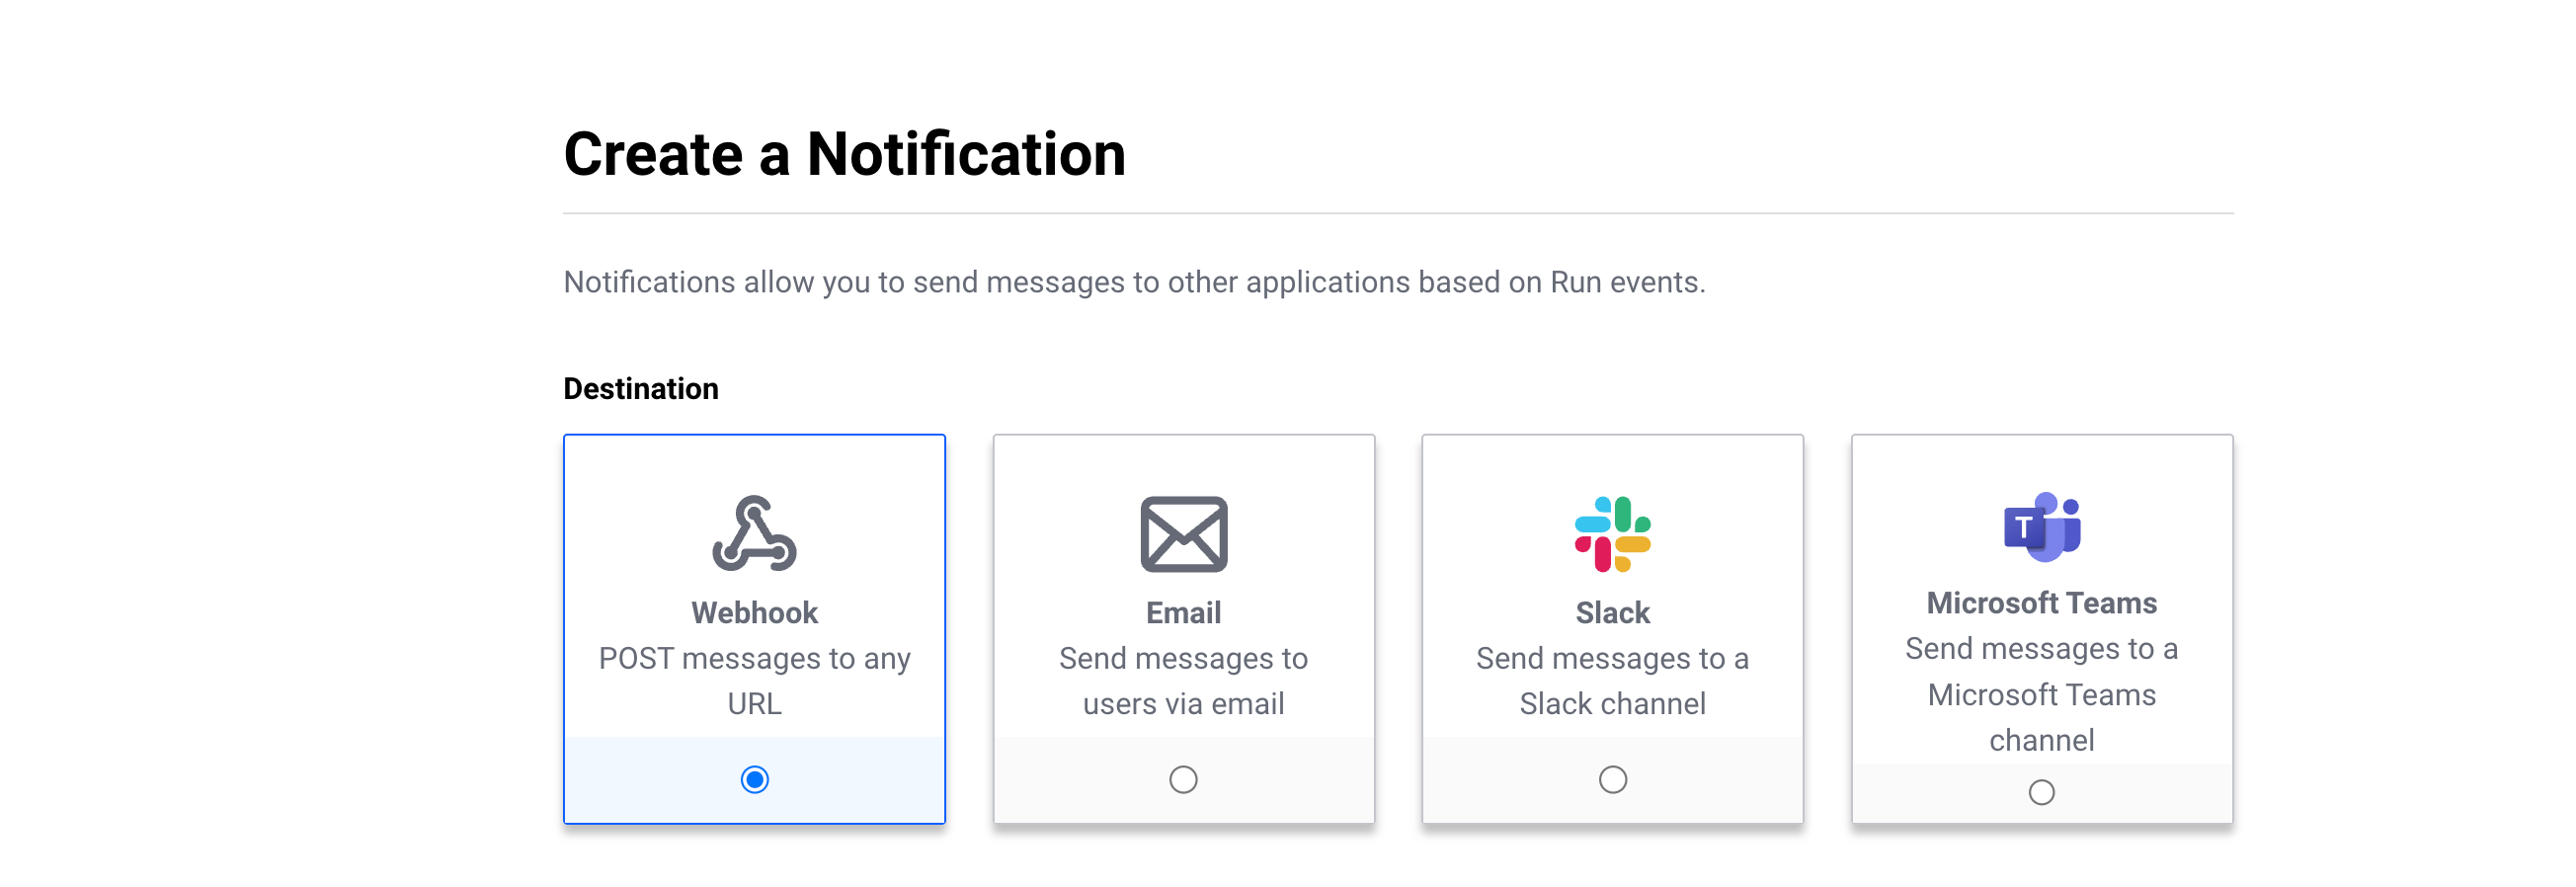 Create a Notification
Notifications allow you to send messages to other applications based on Run events.
Destination
Webhook
POST messages to any
URL
Email
Send messages to
users via email
Slack
Send messages to a
Slack channel
T
Microsoft Teams
Send messages to a
Microsoft Teams
channel